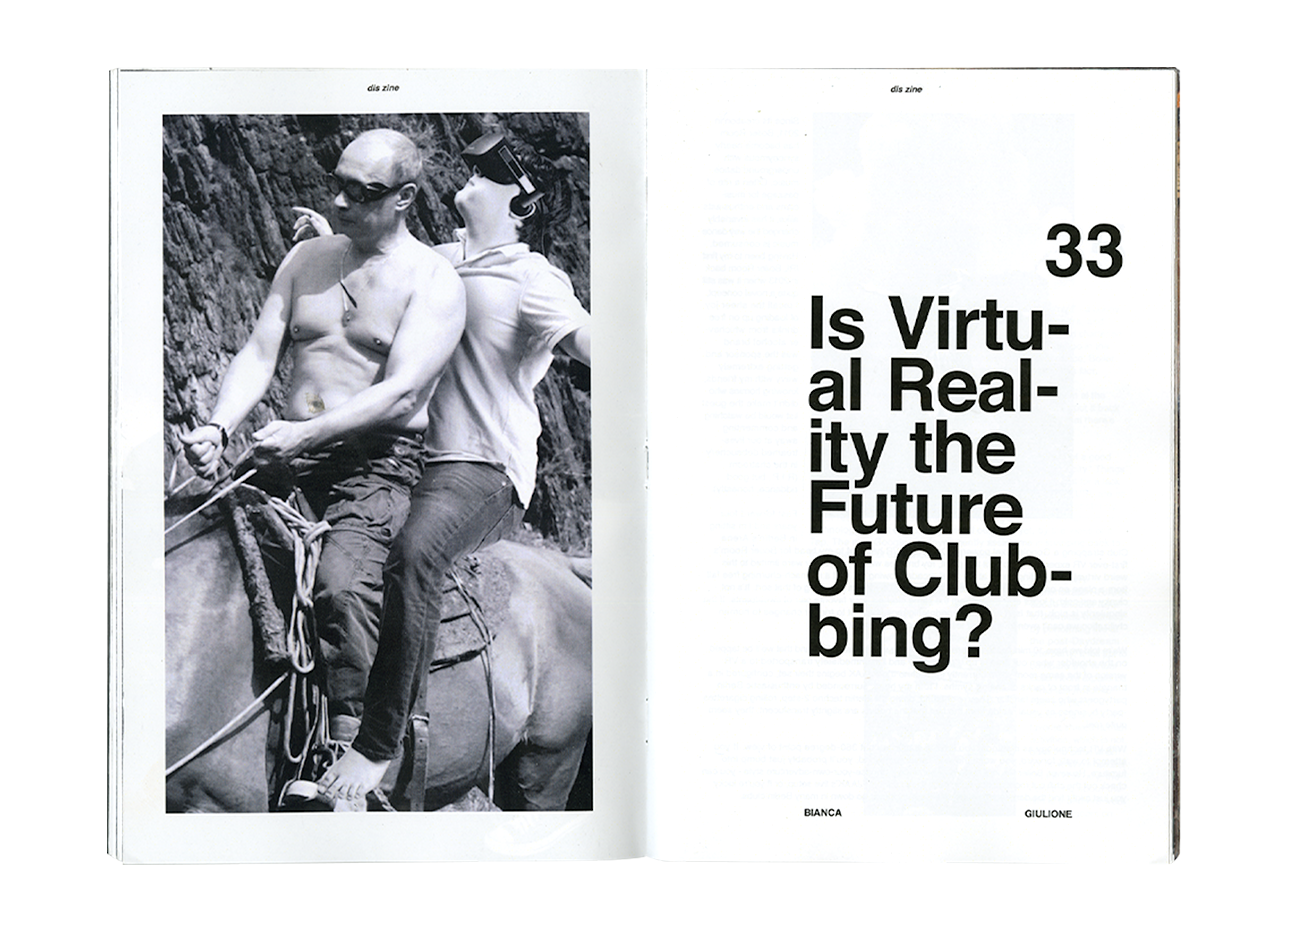 dis zine
dis zine
33
Is Virtu-
al Real-
ity the
Future
of Club-
bing?
BIANCA
GIULIONE